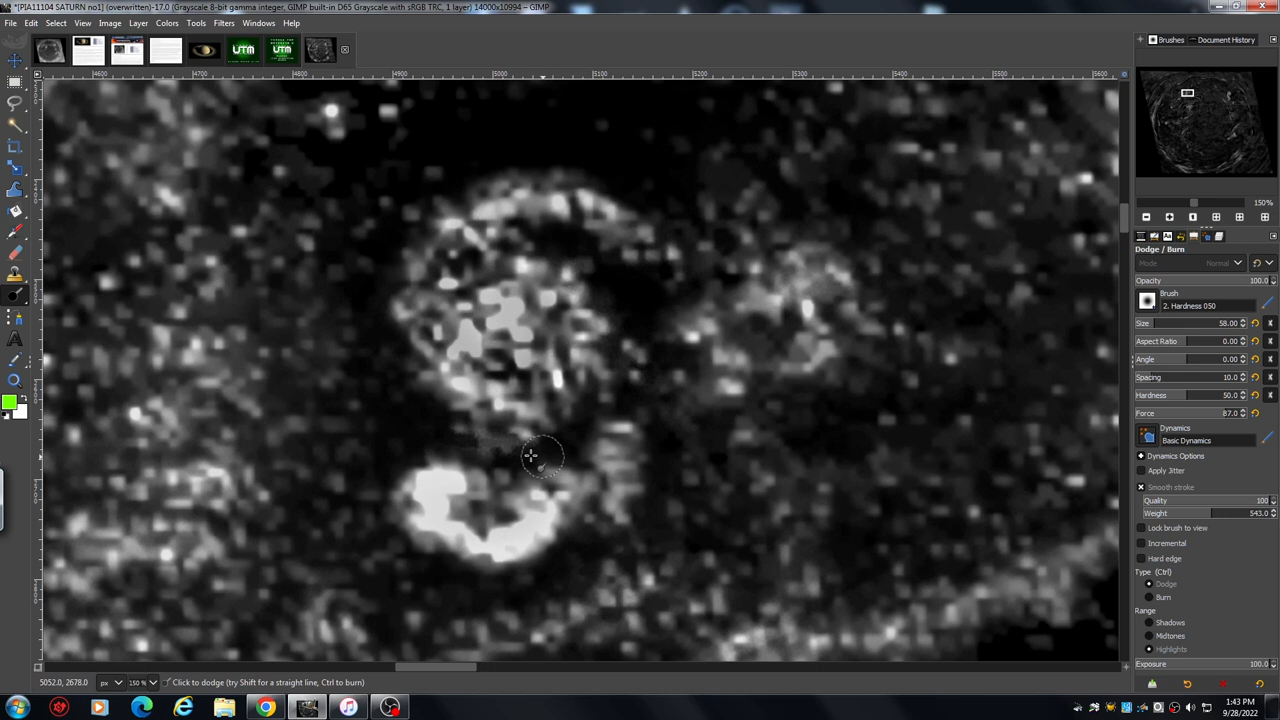 *[PIA11104 SATURN no1] (overwritten)-17.0 (Grayscale 8-bit gamma integer, GIMP built-in D65 Grayscale with sRGB TRC, 1 layer) 14000x10994 – GIMP
File Edit Select View Image Layer Colors Tools Filters Windows Help
UTM
UTM
Brushes Document History
4600 4700 4800 4900 5000 5100 5200 5300 5400 5500 5600
150%
Dodge / Burn
Mode Normal
Opacity 100.0
Brush
2. Hardness 050
Size 58.00
Aspect Ratio 0.00
Angle 0.00
Spacing 10.0
Hardness 50.0
Force 87.0
Dynamics
Basic Dynamics
Dynamics Options
Apply Jitter
Smooth stroke
Quality 100
Weight 543.0
Lock brush to view
Incremental
Hard edge
Type (Ctrl)
Dodge
Burn
Range
Shadows
Midtones
Highlights
Exposure 100.0
5052.0, 2678.0 px 150 % Click to dodge (try Shift for a straight line, Ctrl to burn)
1:43 PM
9/28/2022